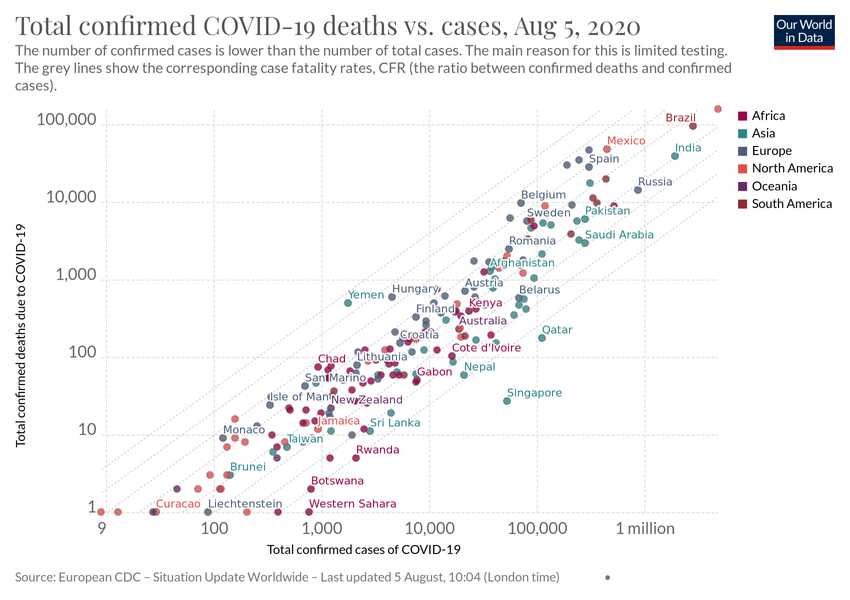 Total confirmed COVID-19 deaths vs. cases, Aug 5, 2020
Our World
in Data
The number of confirmed cases is lower than the number of total cases. The main reason for this is limited testing.
The grey lines show the corresponding case fatality rates, CFR (the ratio between confirmed deaths and confirmed
cases).
Africa
Asia
Europe
North America
Oceania
South America
Total confirmed deaths due to COVID-19
100,000
10,000
1,000
100
10
1
Brazil
Mexico
India
Spain
Russia
Belgium
Sweden
Pakistan
Saudi Arabia
Romania
Afghanistan
Yemen
Hungary
Austria
Belarus
Finland
Kenya
Australia
Croatia
Qatar
Cote d'Ivoire
Chad
Lithuania
Nepal
Gabon
San Marino
Singapore
Isle of Man
New Zealand
Jamaica
Sri Lanka
Monaco
Taiwan
Rwanda
Brunei
Botswana
Curacao
Liechtenstein
Western Sahara
9
100
1,000
10,000
100,000
1 million
Total confirmed cases of COVID-19
Source: European CDC – Situation Update Worldwide – Last updated 5 August, 10:04 (London time)